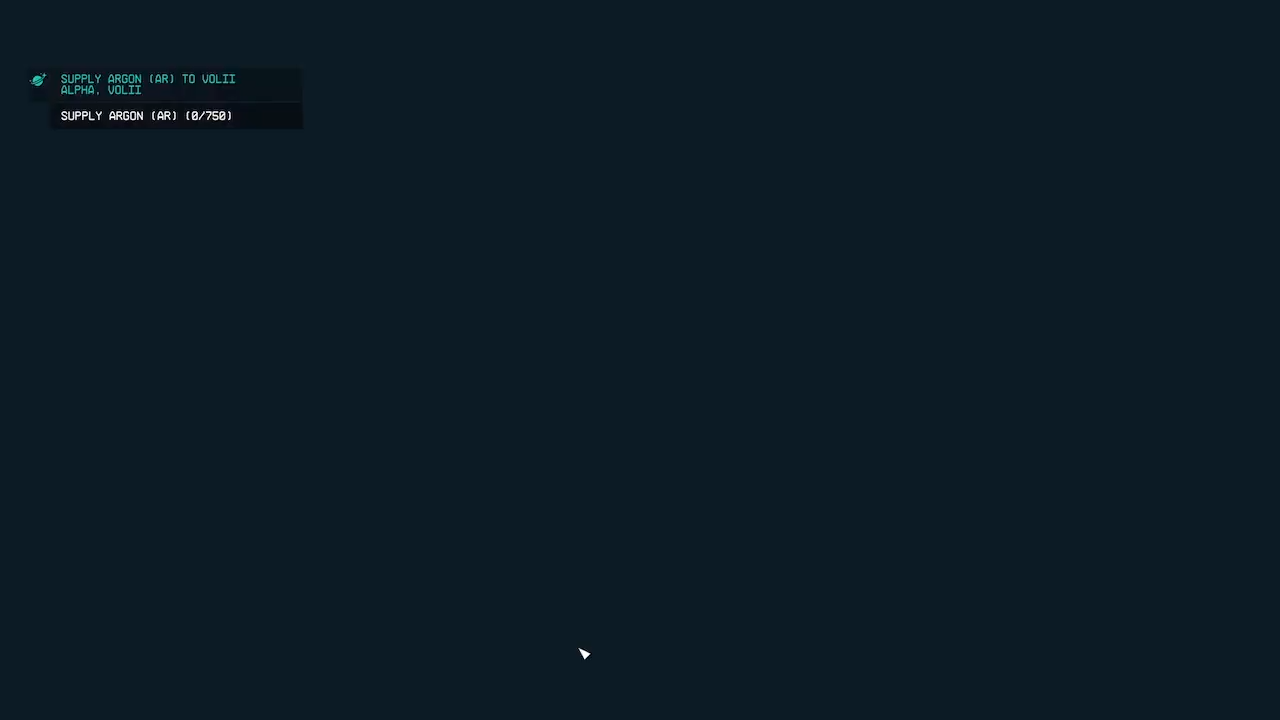 SUPPLY ARGON (AR) TO VOLII
ALPHA, VOLII
SUPPLY ARGON (AR) (0/750)